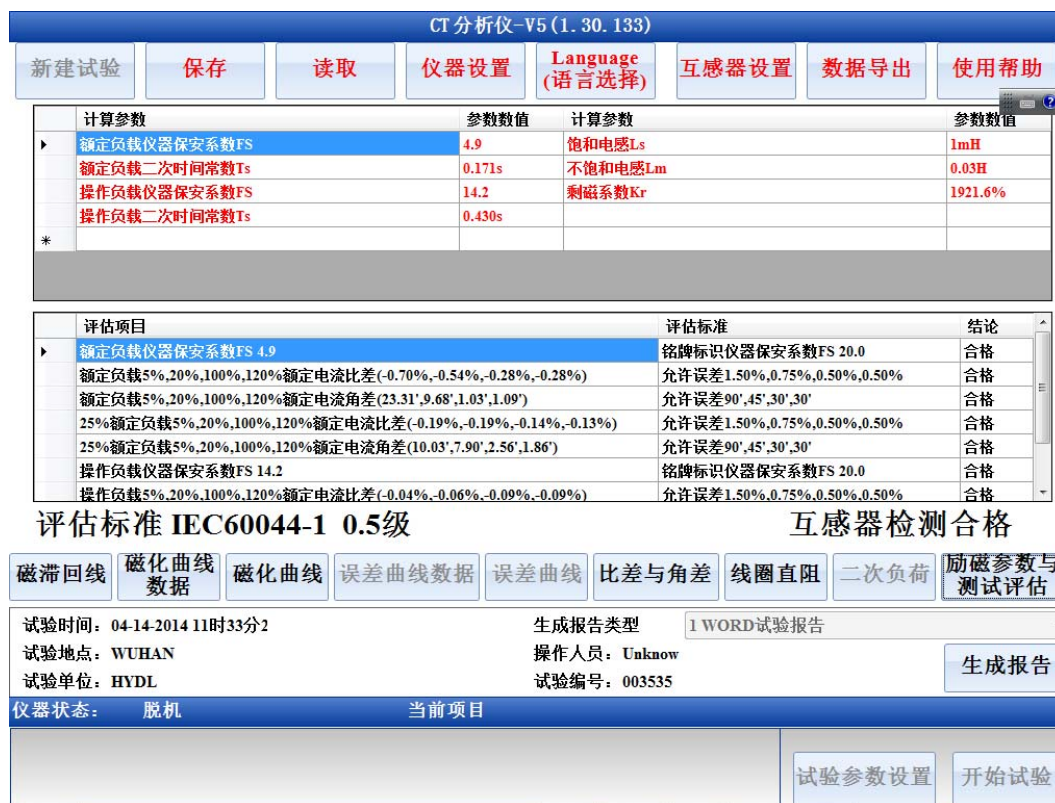 CT分析仪-V5(1.30.133)
新建试验 保存 读取 仪器设置 Language (语言选择) 互感器设置 数据导出 使用帮助
计算参数 参数数值 计算参数 参数数值
额定负载仪器保安系数FS 4.9 饱和电感Ls 1mH
额定负载二次时间常数Ts 0.171s 不饱和电感Lm 0.03H
操作负载仪器保安系数FS 14.2 剩磁系数Kr 1921.6%
操作负载二次时间常数Ts 0.430s
评估项目 评估标准 结论
额定负载仪器保安系数FS 4.9 铭牌标识仪器保安系数FS 20.0 合格
额定负载5%,20%,100%,120%额定电流比差(-0.70%,-0.54%,-0.28%,-0.28%) 允许误差1.50%,0.75%,0.50%,0.50% 合格
额定负载5%,20%,100%,120%额定电流角差(23.31',9.68',1.03',1.09') 允许误差90',45',30',30' 合格
25%额定负载5%,20%,100%,120%额定电流比差(-0.19%,-0.19%,-0.14%,-0.13%) 允许误差1.50%,0.75%,0.50%,0.50% 合格
25%额定负载5%,20%,100%,120%额定电流角差(10.03',7.90',2.56',1.86') 允许误差90',45',30',30' 合格
操作负载仪器保安系数FS 14.2 铭牌标识仪器保安系数FS 20.0 合格
操作负载5%,20%,100%,120%额定电流比差(-0.04%,-0.06%,-0.09%,-0.09%) 允许误差1.50%,0.75%,0.50%,0.50% 合格
评估标准 IEC60044-1 0.5级 互感器检测合格
磁滞回线 磁化曲线数据 磁化曲线 误差曲线数据 误差曲线 比差与角差 线圈直阻 二次负荷 励磁参数与测试评估
试验时间：04-14-2014 11时33分2 生成报告类型 1 WORD试验报告
试验地点：WUHAN 操作人员：Unknow 生成报告
试验单位：HYDL 试验编号：003535
仪器状态： 脱机 当前项目
试验参数设置 开始试验